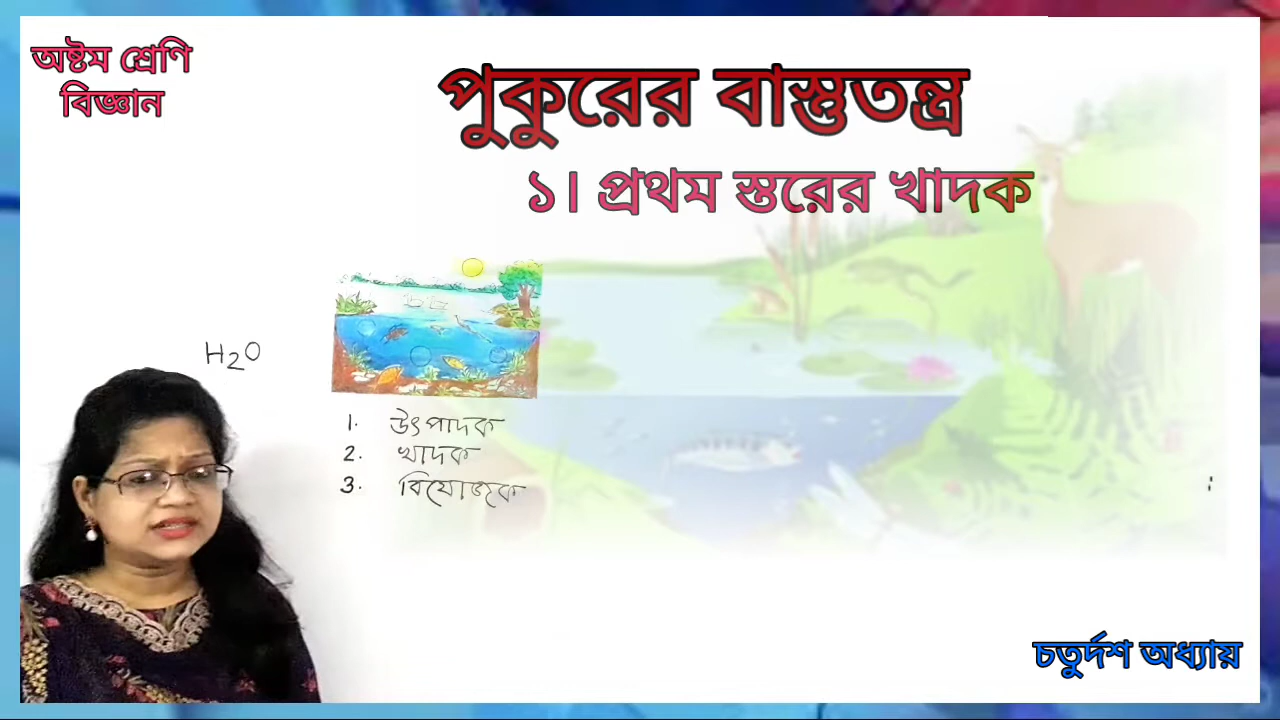 অষ্টম শ্রেণি
বিজ্ঞান
পুকুরের বাস্তুতন্ত্র
১। প্রথম স্তরের খাদক
H2O
1. উৎপাদক
2. খাদক
3. বিযোজক
চতুর্দশ অধ্যায়